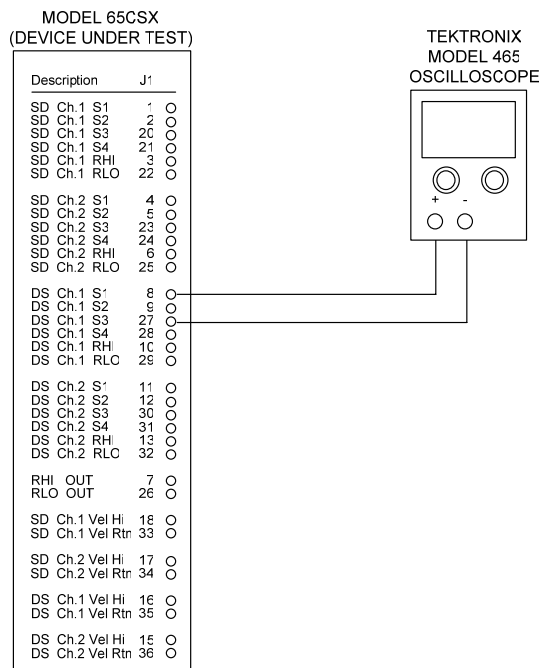 MODEL 65CSX
(DEVICE UNDER TEST)
TEKTRONIX
MODEL 465
OSCILLOSCOPE
+ -
Description J1
SD Ch.1 S1 1
SD Ch.1 S2 2
SD Ch.1 S3 20
SD Ch.1 S4 21
SD Ch.1 RHI 3
SD Ch.1 RLO 22
SD Ch.2 S1 4
SD Ch.2 S2 5
SD Ch.2 S3 23
SD Ch.2 S4 24
SD Ch.2 RHI 6
SD Ch.2 RLO 25
DS Ch.1 S1 8
DS Ch.1 S2 9
DS Ch.1 S3 27
DS Ch.1 S4 28
DS Ch.1 RHI 10
DS Ch.1 RLO 29
DS Ch.2 S1 11
DS Ch.2 S2 12
DS Ch.2 S3 30
DS Ch.2 S4 31
DS Ch.2 RHI 13
DS Ch.2 RLO 32
RHI OUT 7
RLO OUT 26
SD Ch.1 Vel Hi 18
SD Ch.1 Vel Rtn 33
SD Ch.2 Vel Hi 17
SD Ch.2 Vel Rtn 34
DS Ch.1 Vel Hi 16
DS Ch.1 Vel Rtn 35
DS Ch.2 Vel Hi 15
DS Ch.2 Vel Rtn 36